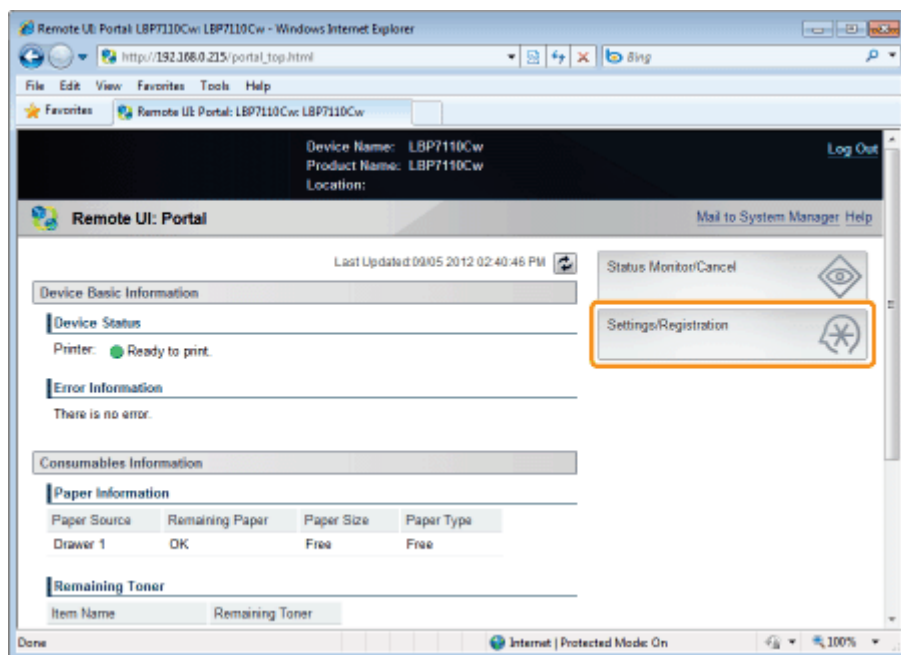 Remote UI: Portal: LBP7110Cw: LBP7110Cw - Windows Internet Explorer
http://192.168.0.215/portal_top.html
Bing
File Edit View Favorites Tools Help
Favorites
Remote UI: Portal: LBP7110Cw: LBP7110Cw
Device Name: LBP7110Cw
Product Name: LBP7110Cw
Location:
Log Out
Remote UI: Portal
Mail to System Manager Help
Last Updated:09/05 2012 02:40:46 PM
Status Monitor/Cancel
Device Basic Information
Settings/Registration
Device Status
Printer: Ready to print.
Error Information
There is no error.
Consumables Information
Paper Information
Paper Source Remaining Paper Paper Size Paper Type
Drawer 1 OK Free Free
Remaining Toner
Item Name Remaining Toner
Done
Internet | Protected Mode: On
100%